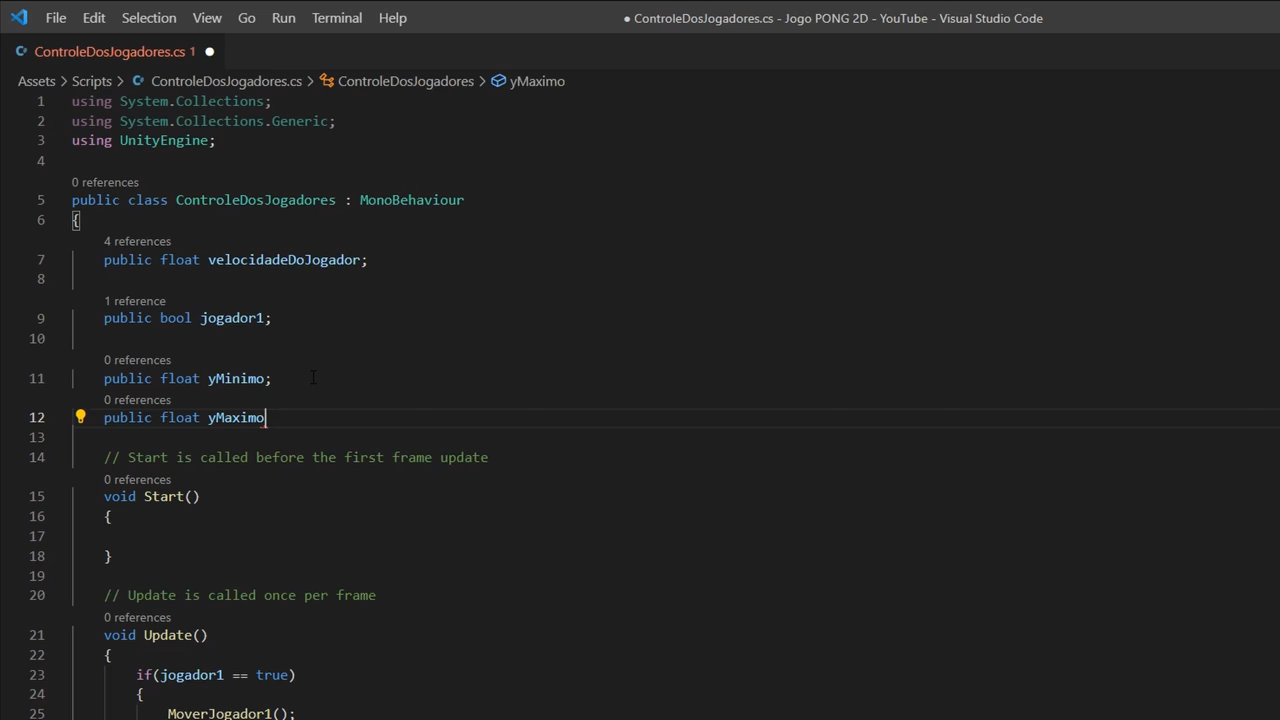 File Edit Selection View Go Run Terminal Help ● ControleDosJogadores.cs - Jogo PONG 2D - YouTube - Visual Studio Code
ControleDosJogadores.cs 1 ●
Assets > Scripts > ControleDosJogadores.cs > ControleDosJogadores > yMaximo
1 using System.Collections;
2 using System.Collections.Generic;
3 using UnityEngine;
4
0 references
5 public class ControleDosJogadores : MonoBehaviour
6 {
4 references
7 public float velocidadeDoJogador;
8
1 reference
9 public bool jogador1;
10
0 references
11 public float yMinimo;
0 references
12 public float yMaximo
13
14 // Start is called before the first frame update
0 references
15 void Start()
16 {
17
18 }
19
20 // Update is called once per frame
0 references
21 void Update()
22 {
23 if(jogador1 == true)
24 {
25 MoverJogador1();